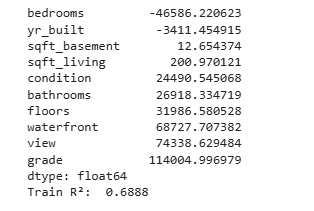 bedrooms -46586.220623
yr_built -3411.454915
sqft_basement 12.654374
sqft_living 200.970121
condition 24490.545068
bathrooms 26918.334719
floors 31986.580528
waterfront 68727.707382
view 74338.629484
grade 114004.996979
dtype: float64
Train R²: 0.6888